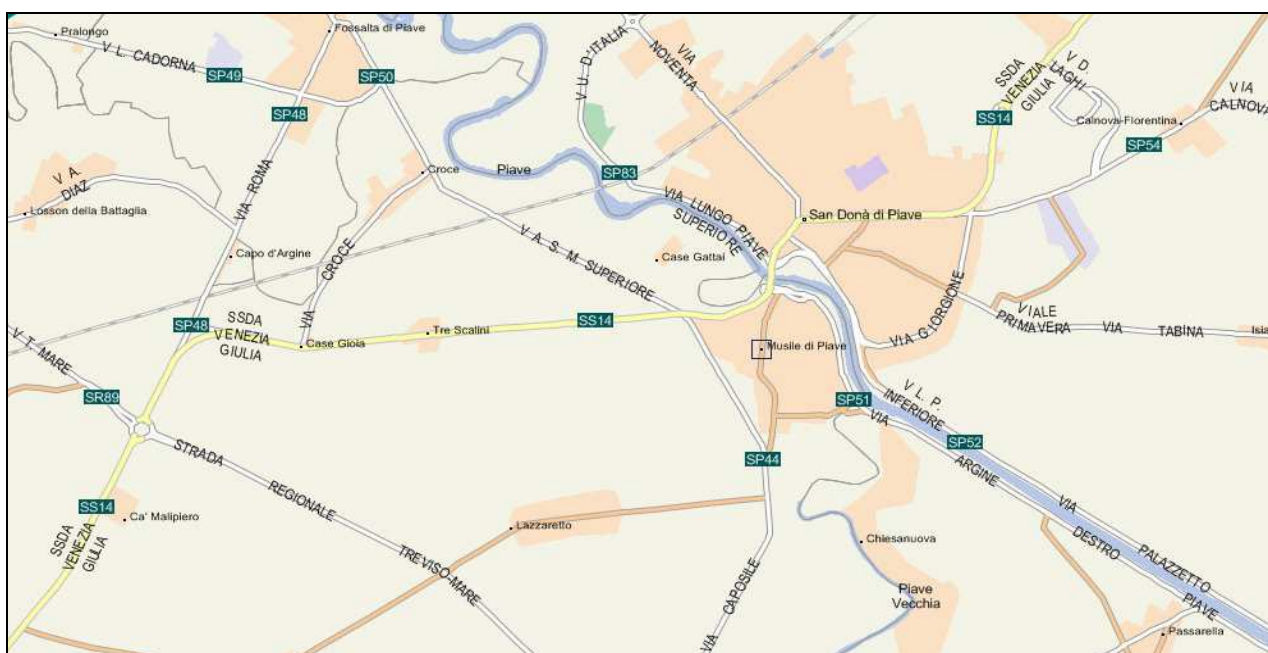 Pralongo
Fossalta di Piave
V L. CADORNA
SP49
SP50
SP48
V U. D'ITALIA
VIA
NOVENTA
SSDA
VENEZIA
GIULIA
V D.
LAGHI
VIA
CALNOVA
SS14
Calnova-Florentina
SP54
V A.
DIAZ
Losson della Battaglia
VIA ROMA
Croce
Piave
SP83
VIA LUNGO PIAVE
SUPERIORE
San Donà di Piave
Capo d'Argine
VIA CROCE
V A. S. M. SUPERIORE
Case Gattai
VIA GIORGIONE
VIALE
PRIMAVERA
VIA TABINA
Isia
SP48
SSDA
VENEZIA
GIULIA
Case Gioia
Tre Scalini
SS14
Musile di Piave
V T. MARE
SR89
SP51
VIA
ARGINE
DESTRO
PIAVE
V L. P.
INFERIORE
SP52
VIA
PALAZZETTO
STRADA
REGIONALE
TREVISO-MARE
SP44
SS14
SSDA
VENEZIA
GIULIA
Ca' Malipiero
Lazzaretto
VIA CAPOSILE
Chiesanuova
Piave
Vecchia
Passarella